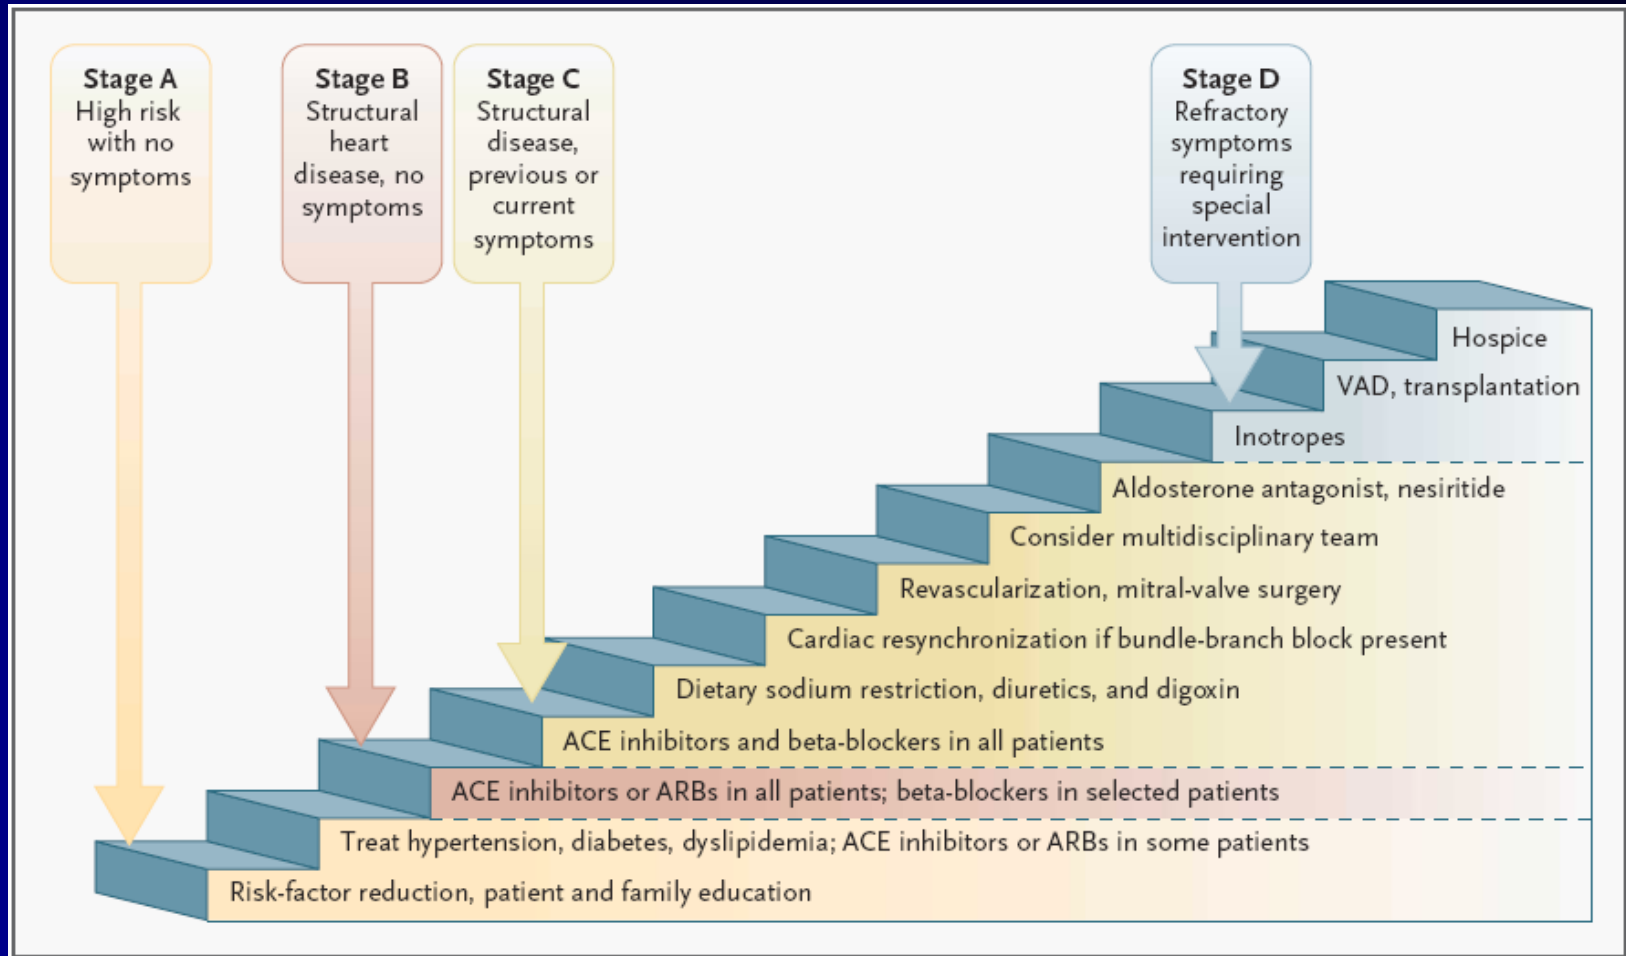 Stage A
High risk
with no
symptoms
Stage B
Structural
heart
disease, no
symptoms
Stage C
Structural
disease,
previous or
current
symptoms
Stage D
Refractory
symptoms
requiring
special
intervention
Hospice
VAD, transplantation
Inotropes
Aldosterone antagonist, nesiritide
Consider multidisciplinary team
Revascularization, mitral-valve surgery
Cardiac resynchronization if bundle-branch block present
Dietary sodium restriction, diuretics, and digoxin
ACE inhibitors and beta-blockers in all patients
ACE inhibitors or ARBs in all patients; beta-blockers in selected patients
Treat hypertension, diabetes, dyslipidemia; ACE inhibitors or ARBs in some patients
Risk-factor reduction, patient and family education